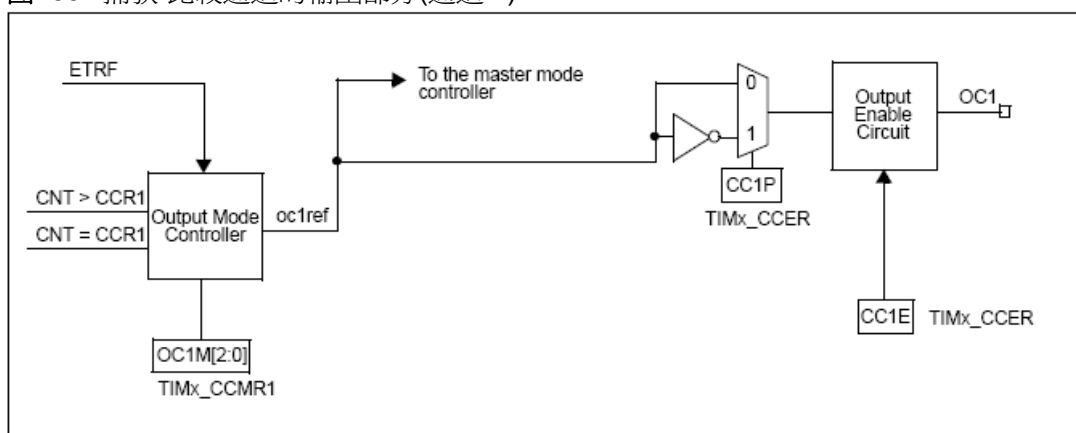 ETRF
To the master mode
controller
0
1
Output
Enable
Circuit
OC1
CNT > CCR1
CNT = CCR1
Output Mode
Controller
oc1ref
CC1P
TIMx_CCER
CC1E
TIMx_CCER
OC1M[2:0]
TIMx_CCMR1